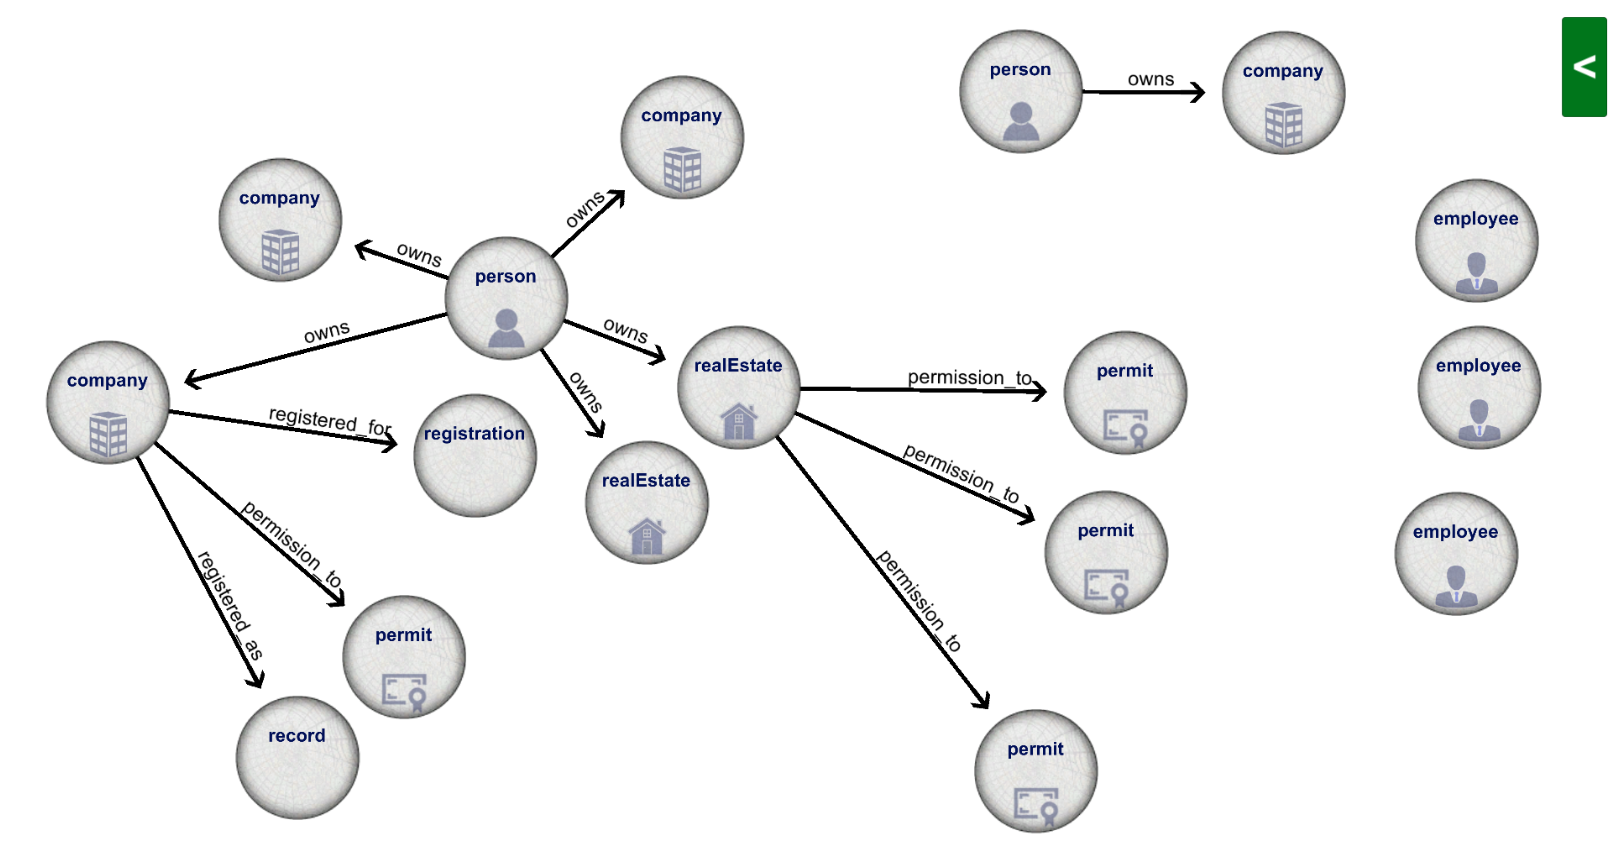 person
owns
company
<
company
company
employee
owns
owns
person
owns
owns
realEstate
employee
permission_to
permit
company
owns
registered_for
registration
permission_to
realEstate
permission_to
permit
employee
registered_as
permission_to
permit
record
permit